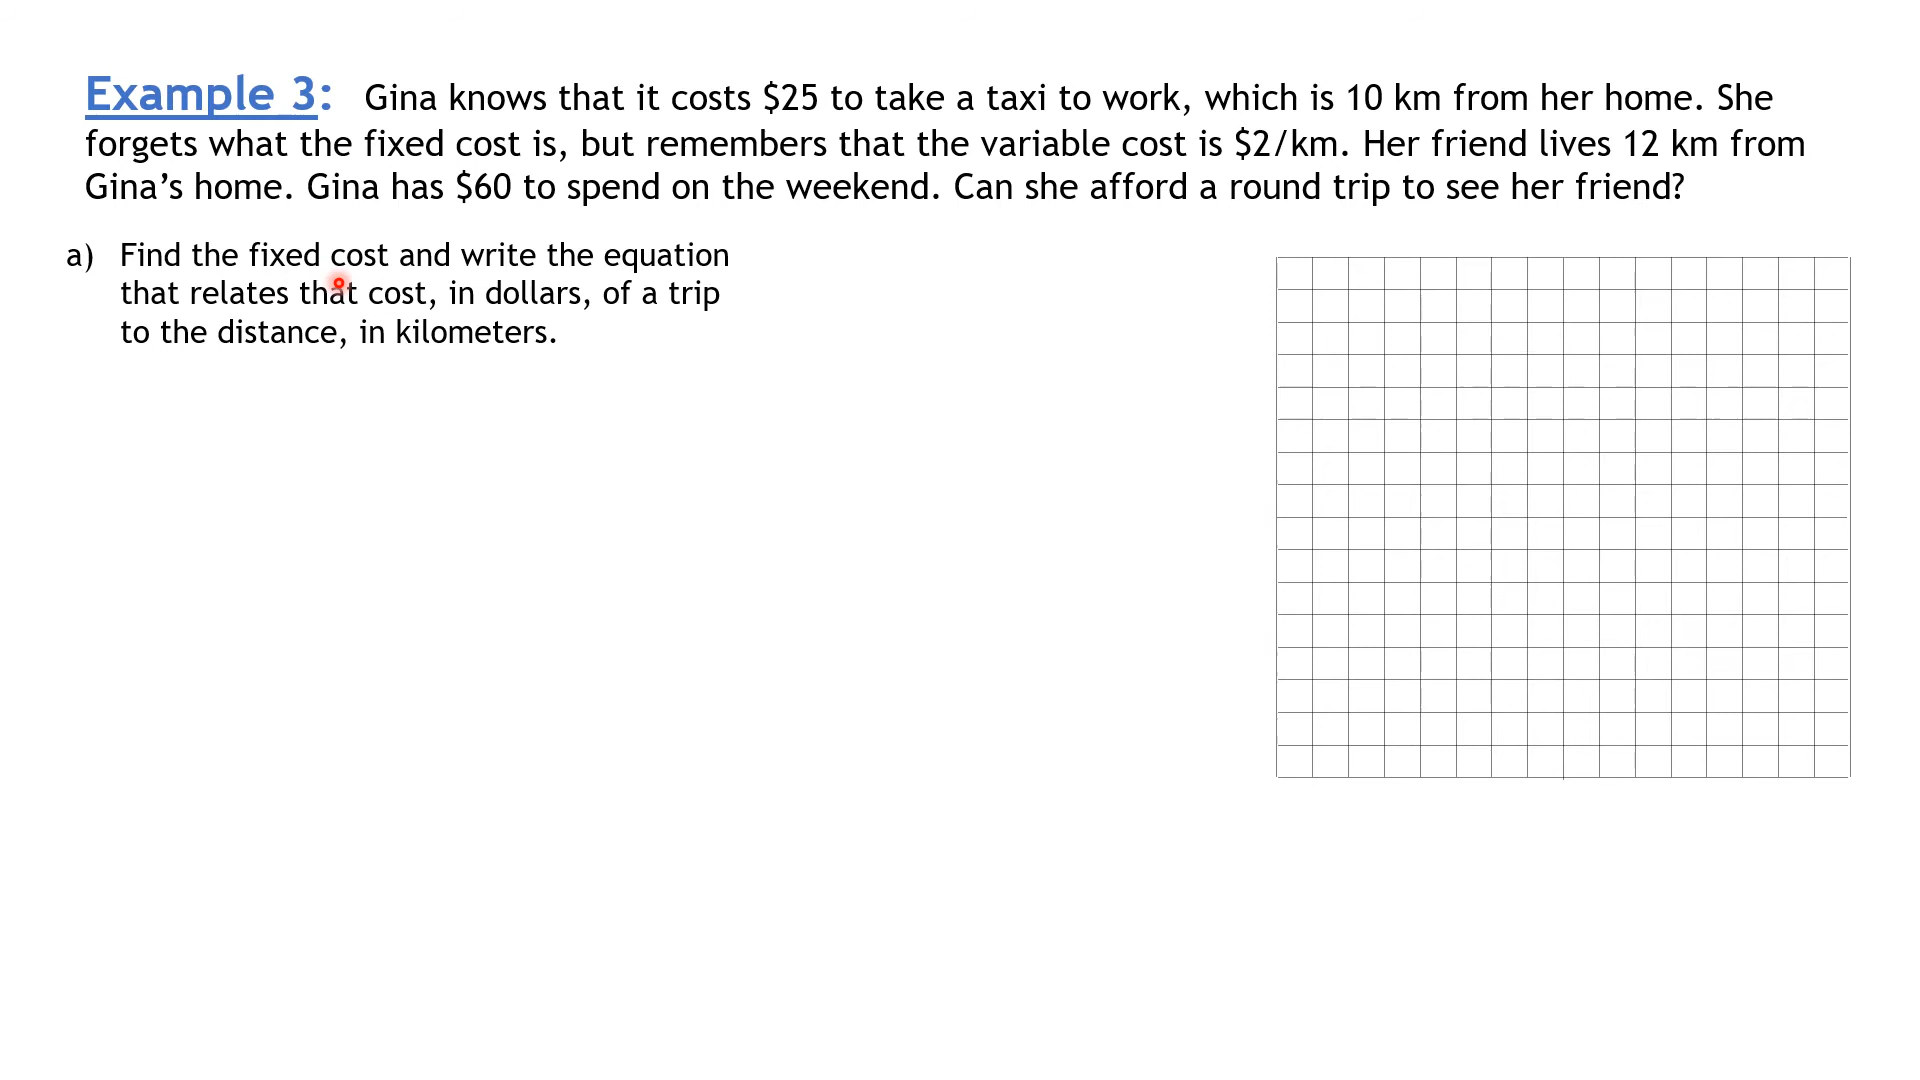 Example 3: Gina knows that it costs $25 to take a taxi to work, which is 10 km from her home. She
forgets what the fixed cost is, but remembers that the variable cost is $2/km. Her friend lives 12 km from
Gina’s home. Gina has $60 to spend on the weekend. Can she afford a round trip to see her friend?
a) Find the fixed cost and write the equation
that relates that cost, in dollars, of a trip
to the distance, in kilometers.